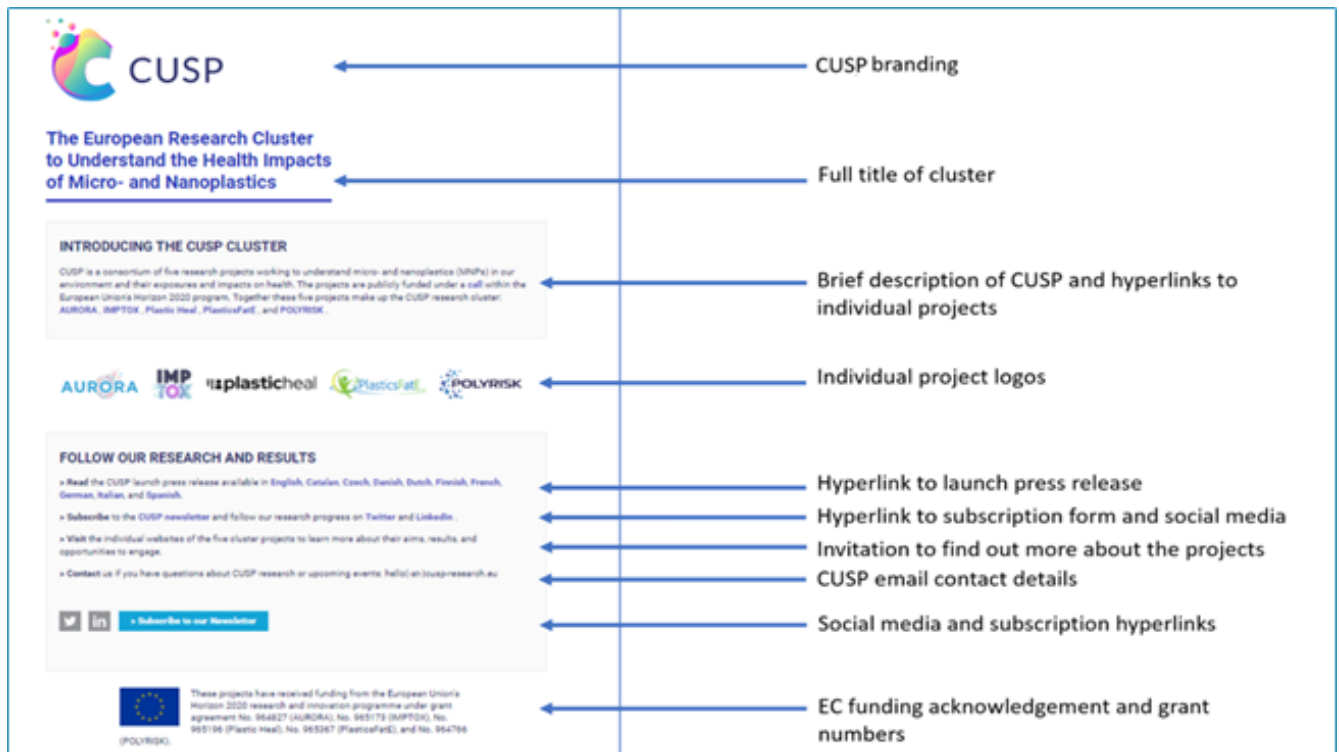 CUSP
CUSP branding
The European Research Cluster
to Understand the Health Impacts
of Micro- and Nanoplastics
Full title of cluster
INTRODUCING THE CUSP CLUSTER
CUSP is a consortium of five research projects working to understand micro- and nanoplastics (MNPs) in our
environment and their exposures and impacts on health. The projects are publicly funded under a call within the
European Union's Horizon 2020 program. Together these five projects make up the CUSP research cluster:
AURORA , IMPTOX , Plastic Heal , PlasticsFatE , and POLYRISK .
Brief description of CUSP and hyperlinks to
individual projects
AURORA
IMP
TOX
plasticheal
PlasticsFatE
POLYRISK
Individual project logos
FOLLOW OUR RESEARCH AND RESULTS
» Read the CUSP launch press release available in English, Catalan, Czech, Danish, Dutch, Finnish, French,
German, Italian, and Spanish.
Hyperlink to launch press release
» Subscribe to the CUSP newsletter and follow our research progress on Twitter and LinkedIn .
Hyperlink to subscription form and social media
» Visit the individual websites of the five cluster projects to learn more about their aims, results, and
opportunities to engage.
Invitation to find out more about the projects
» Contact us if you have questions about CUSP research or upcoming events: hello(-at-)cusp-research.eu
CUSP email contact details
in
» Subscribe to our Newsletter
Social media and subscription hyperlinks
These projects have received funding from the European Union's
Horizon 2020 research and innovation programme under grant
agreement No. 964827 (AURORA), No. 965173 (IMPTOX), No.
965196 (Plastic Heal), No. 965367 (PlasticsFatE), and No. 964766
(POLYRISK).
EC funding acknowledgement and grant
numbers